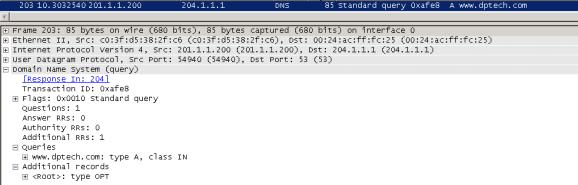 203 10.3032540 201.1.1.200 204.1.1.1 DNS 85 Standard query 0xafe8 A www.dptech.com
Frame 203: 85 bytes on wire (680 bits), 85 bytes captured (680 bits) on interface 0
Ethernet II, Src: c0:3f:d5:38:2f:c6 (c0:3f:d5:38:2f:c6), Dst: 00:24:ac:ff:fc:25 (00:24:ac:ff:fc:25)
Internet Protocol Version 4, Src: 201.1.1.200 (201.1.1.200), Dst: 204.1.1.1 (204.1.1.1)
User Datagram Protocol, Src Port: 54940 (54940), Dst Port: 53 (53)
Domain Name System (query)
[Response In: 204]
Transaction ID: 0xafe8
Flags: 0x0010 Standard query
Questions: 1
Answer RRs: 0
Authority RRs: 0
Additional RRs: 1
Queries
www.dptech.com: type A, class IN
Additional records
<Root>: type OPT